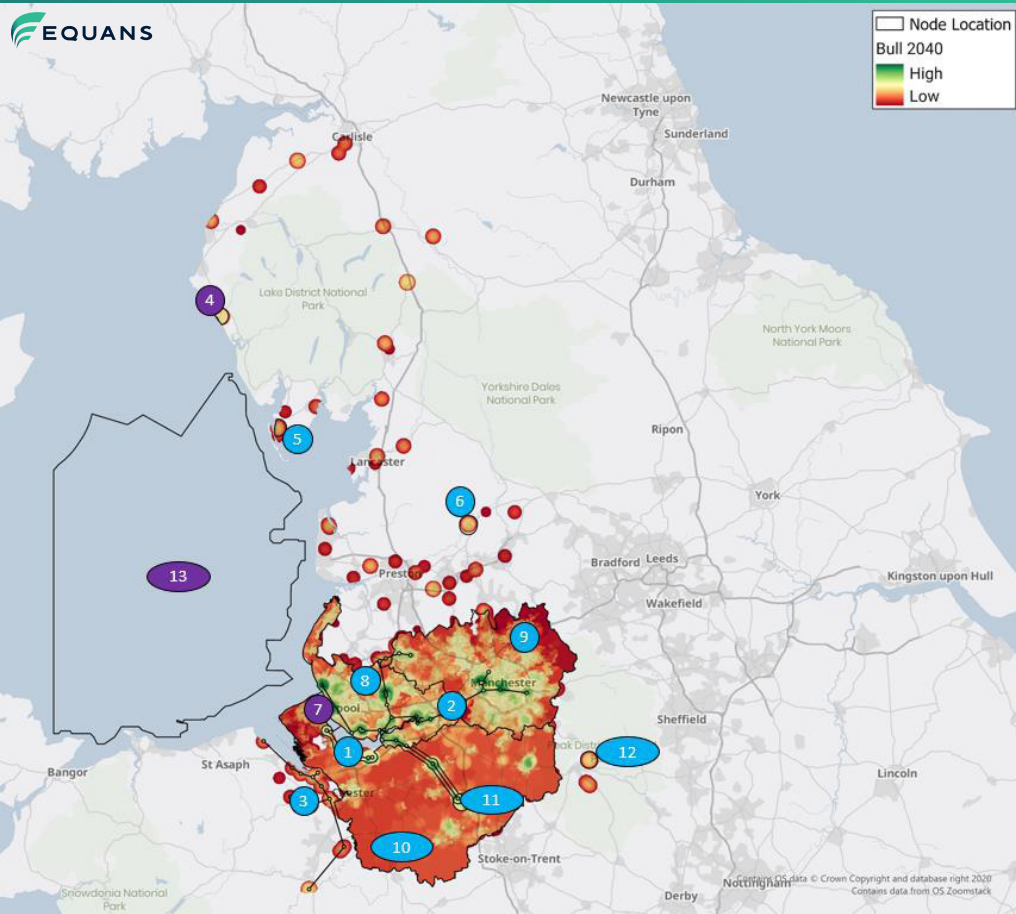 EQUANS
Node Location
Bull 2040
High
Low
Newcastle upon
Tyne
Sunderland
Carlisle
Durham
Lake District National
Park
4
North York Moors
National Park
Yorkshire Dales
National Park
5
Ripon
Lancaster
6
York
13
Bradford
Leeds
Preston
Kingston upon Hull
Wakefield
9
8
Manchester
7
pool
2
Sheffield
1
12
Bangor
St Asaph
Lincoln
3
11
10
Stoke-on-Trent
Snowdonia National
Park
Derby
Nottingham
Contains OS data © Crown Copyright and database right 2020
Contains data from OS Zoomstack